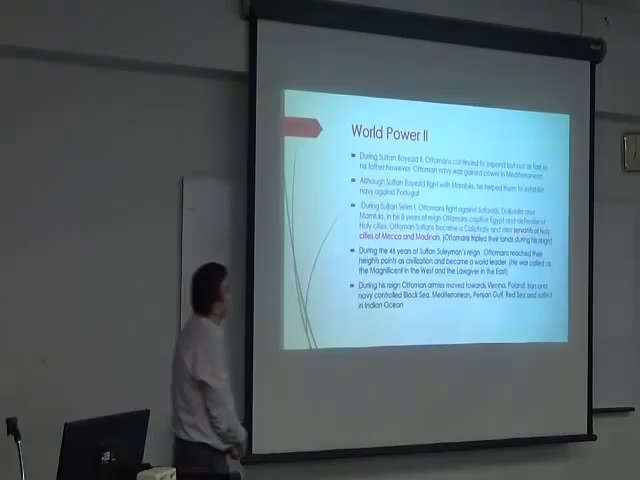 World Power II
During Sultan Bayezid II, Ottomans continued to expand but not as fast as
his father however, Ottoman navy was gained power in Mediterranean
Although Sultan Bayezid fight with Mamluks, he helped them to establish
navy against Portugal
During Sultan Selim I, Ottomans fight against Safavids, Dulkadir and
Mamluks. In his 8 years of reign Ottomans captive Egypt and defender of
Holy cities. Ottoman Sultans became a Caliphate and also servants of holy
cities of Mecca and Madinah. (Ottomans tripled their lands during his reign)
During the 46 years of Sultan Suleyman's reign, Ottomans reached their
heights points as civilization and became a world leader. (He was called as
the Magnificent in the West and the Lawgiver in the East)
During his reign Ottoman armies moved towards Vienna, Poland, Iran and
navy controlled Black Sea, Mediterranean, Persian Gulf, Red Sea and sailed
in Indian Ocean